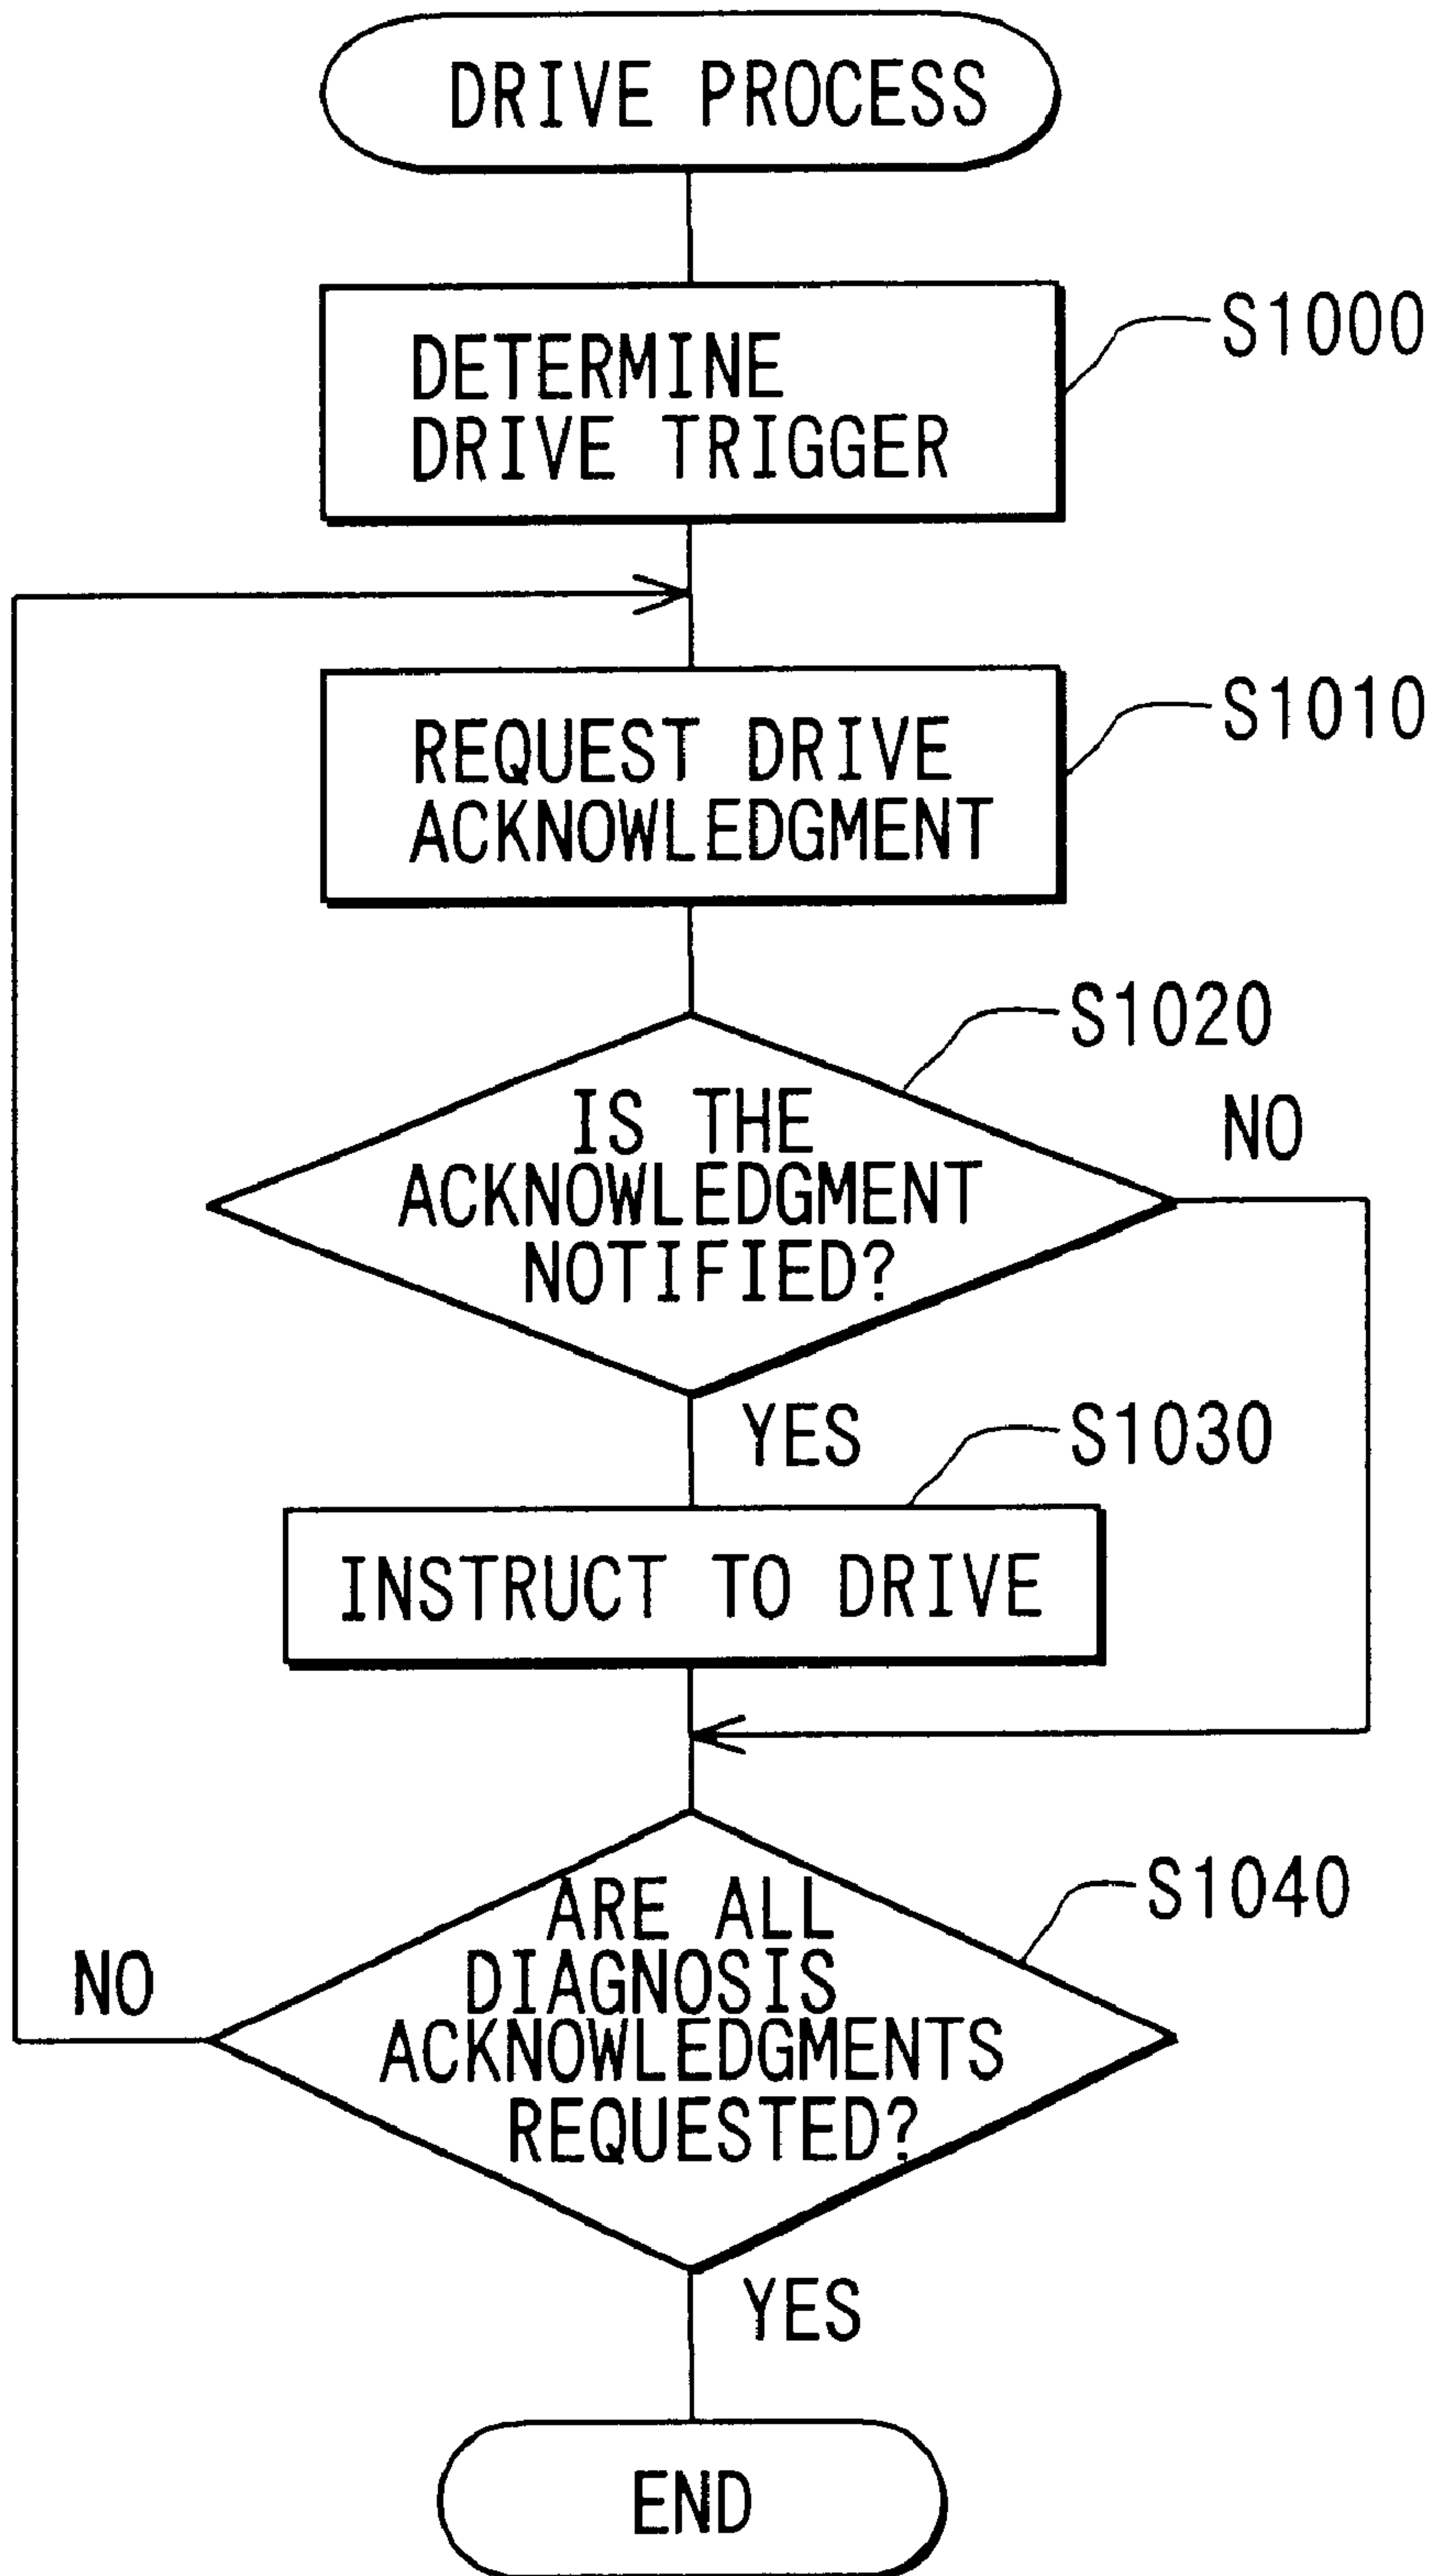 DRIVE PROCESS
DETERMINE
DRIVE TRIGGER
S1000
REQUEST DRIVE
ACKNOWLEDGMENT
S1010
IS THE
ACKNOWLEDGMENT
NOTIFIED?
S1020
NO
YES
S1030
INSTRUCT TO DRIVE
ARE ALL
DIAGNOSIS
ACKNOWLEDGMENTS
REQUESTED?
S1040
NO
YES
END